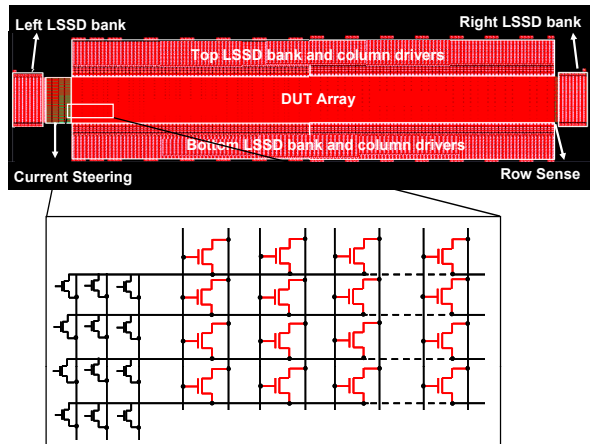 Left LSSD bank
Right LSSD bank
Top LSSD bank and column drivers
DUT Array
Bottom LSSD bank and column drivers
Current Steering
Row Sense